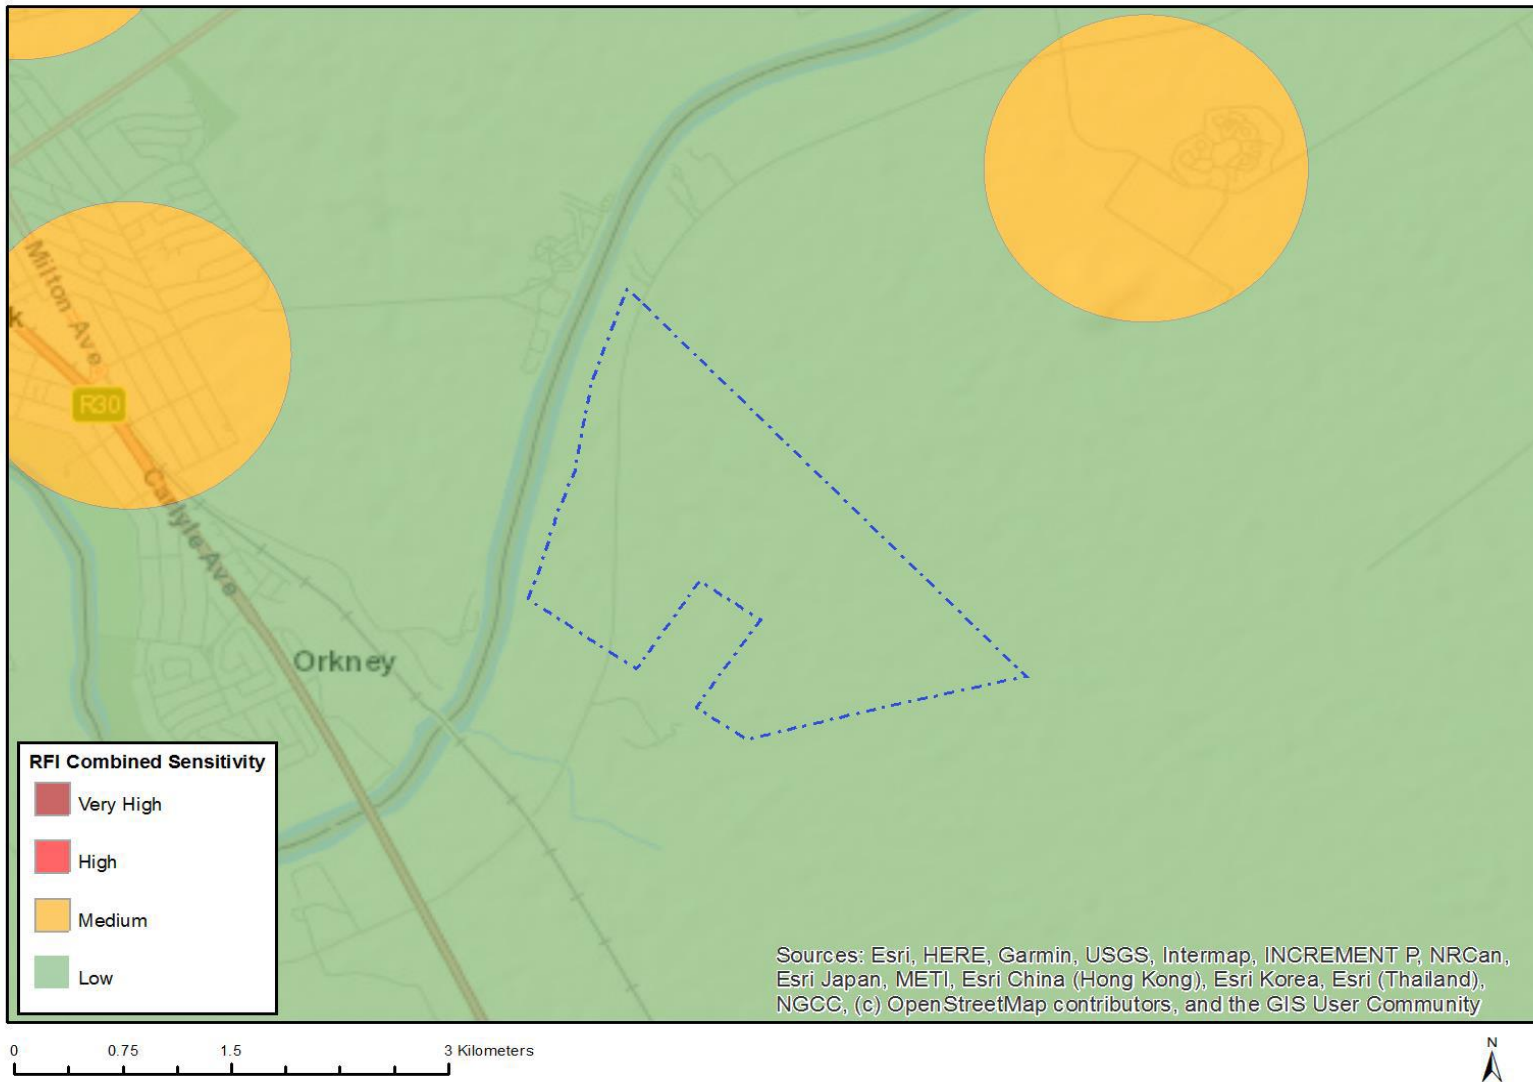 Milton Ave
k
R30
Carlyle Ave
Orkney
RFI Combined Sensitivity
Very High
High
Medium
Low
Sources: Esri, HERE, Garmin, USGS, Intermap, INCREMENT P, NRCan,
Esri Japan, METI, Esri China (Hong Kong), Esri Korea, Esri (Thailand),
NGCC, (c) OpenStreetMap contributors, and the GIS User Community
0 0.75 1.5 3 Kilometers
N